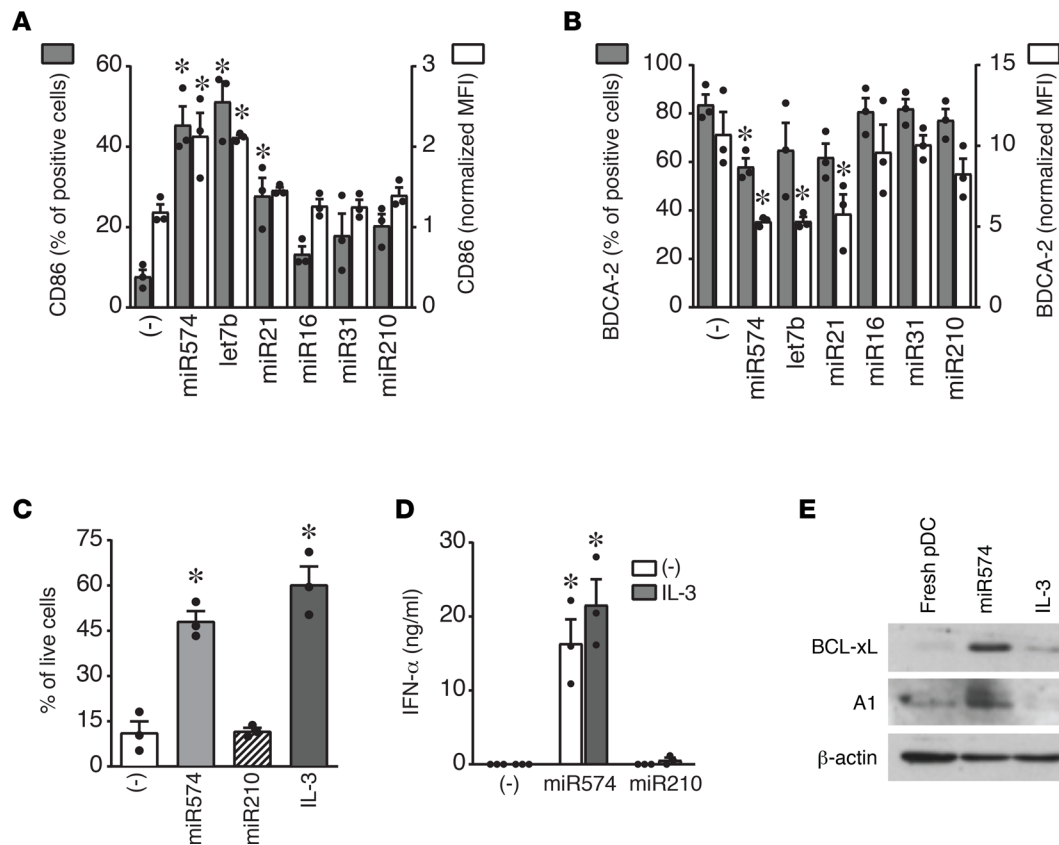 A
CD86 (% of positive cells)
60
40
20
0
3
2
1
0
CD86 (normalized MFI)
* * * * *
(-)
miR574
let7b
miR21
miR16
miR31
miR210
B
BDCA-2 (% of positive cells)
100
80
60
40
20
0
15
10
5
0
BDCA-2 (normalized MFI)
* * * *
(-)
miR574
let7b
miR21
miR16
miR31
miR210
C
% of live cells
75
60
45
30
15
0
* *
(-)
miR574
miR210
IL-3
D
IFN-α (ng/ml)
30
20
10
0
* *
(-)
IL-3
(-) miR574 miR210
E
Fresh pDC
miR574
IL-3
BCL-xL
A1
β-actin